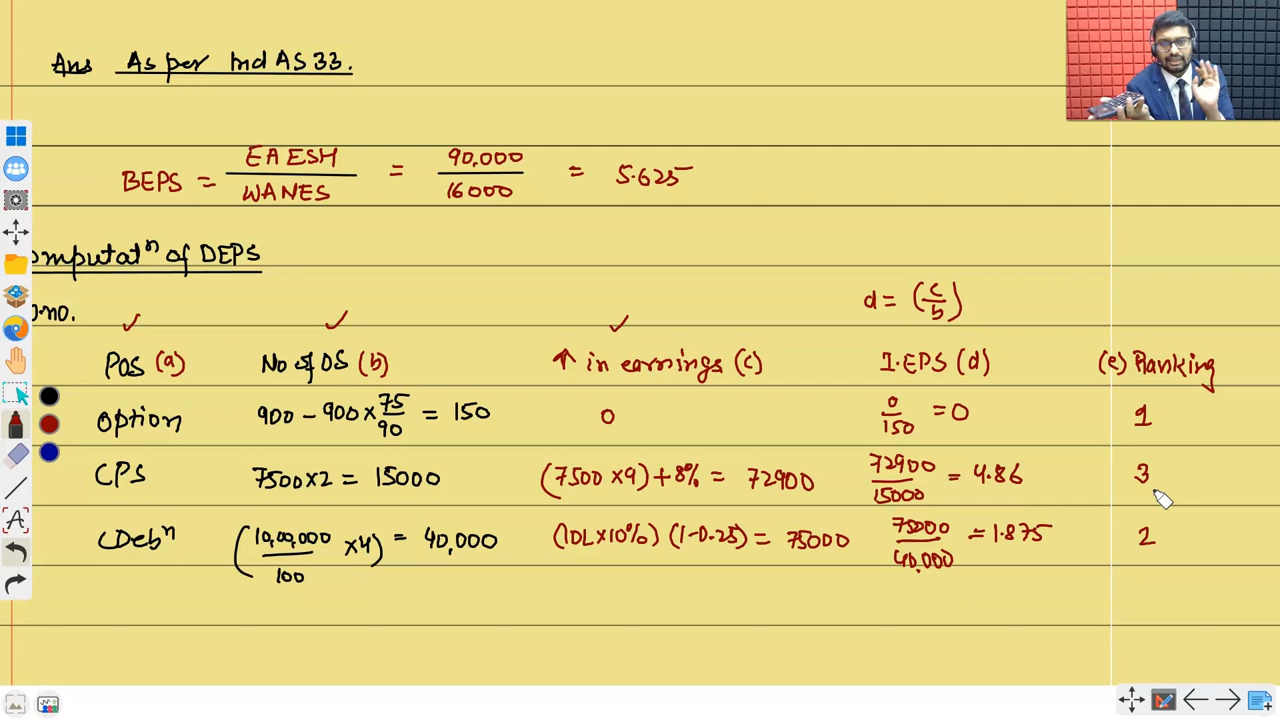 Ans As per Ind AS 33.
BEPS = EAESH / WANES = 90,000 / 16000 = 5.625
omputatⁿ of DEPS
d = (c/b)
no.
POS (a) No of OS (b) ↑ in earnings (c) I.EPS (d) (e) Ranking
Option 900 - 900 × 75/90 = 150 0 0/150 = 0 1
CPS 7500 × 2 = 15000 (7500 × 9) + 8% = 72900 72900/15000 = 4.86 3
CDebⁿ (10,00,000/100 × 4) = 40,000 (10L × 10%) (1-0.25) = 75000 75000/40,000 = 1.875 2